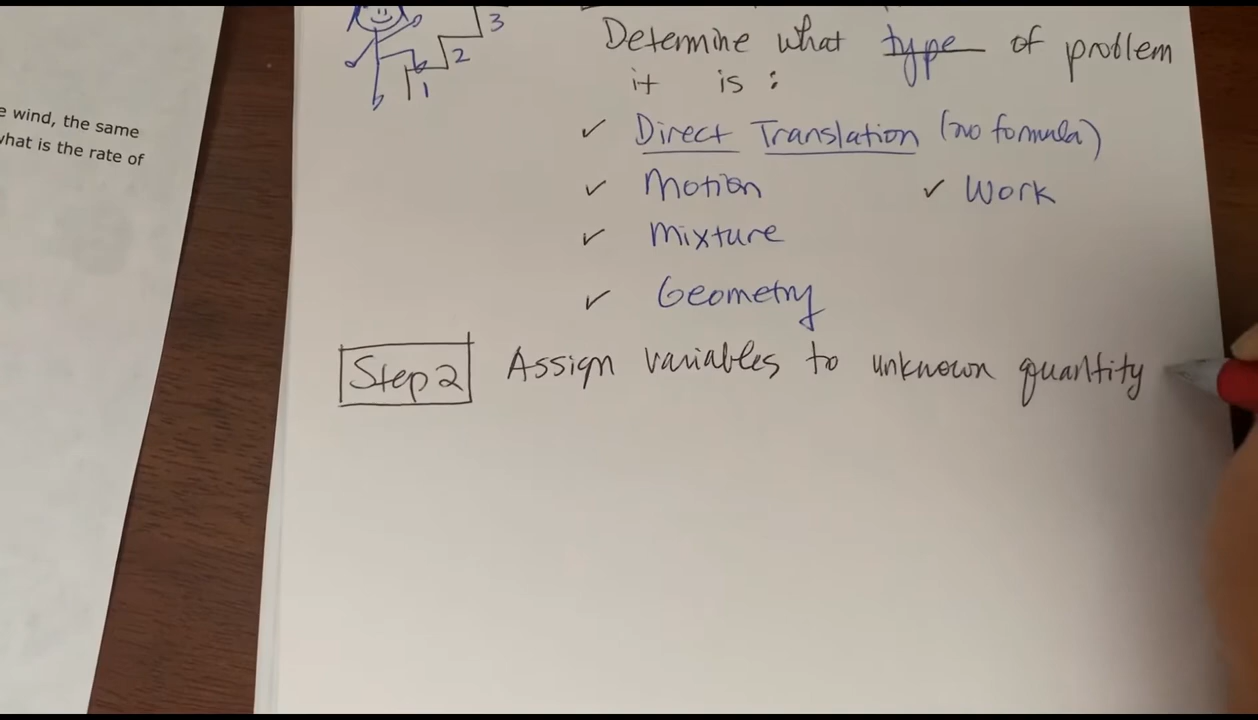 wind, the same
what is the rate of
3
2
1
Determine what type of problem
it is :
✓ Direct Translation (no formula)
✓ Motion ✓ Work
✓ Mixture
✓ Geometry
Step 2 Assign variables to unknown quantity